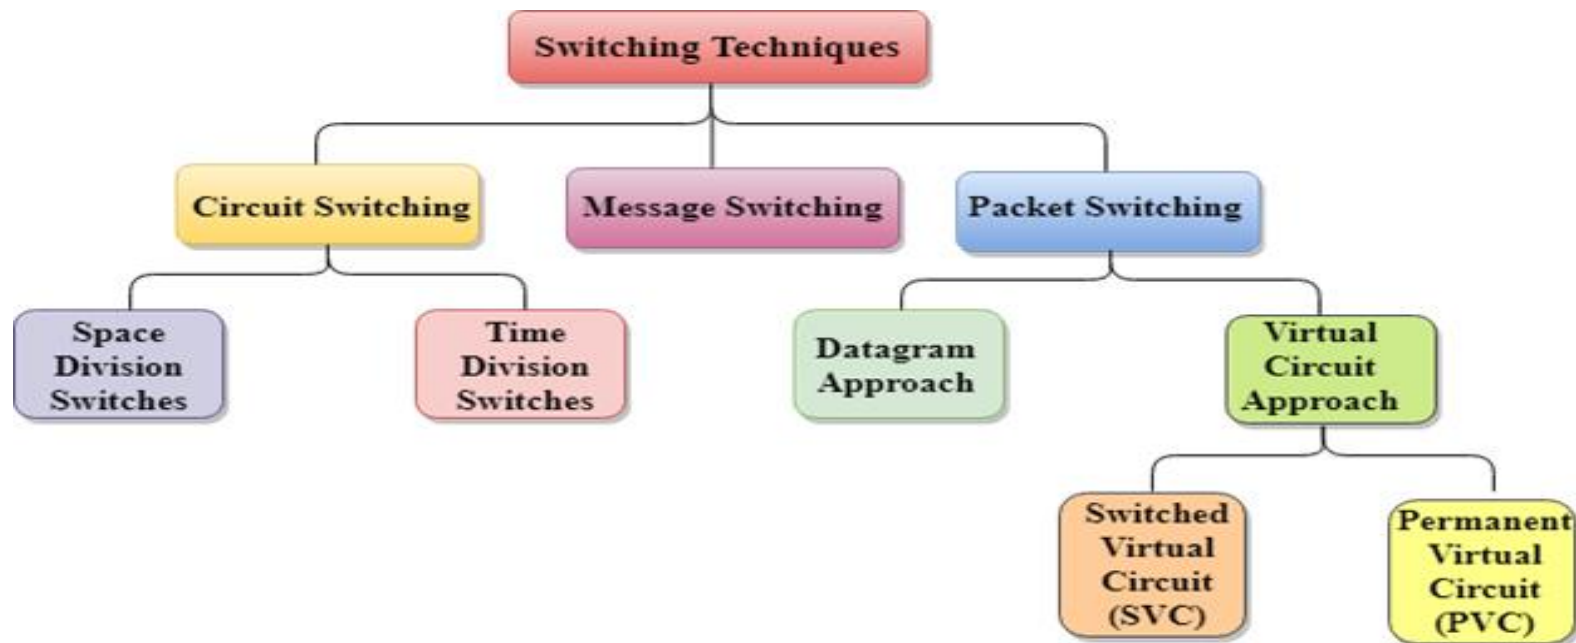 Switching Techniques
Circuit Switching
Message Switching
Packet Switching
Space
Division
Switches
Time
Division
Switches
Datagram
Approach
Virtual
Circuit
Approach
Switched
Virtual
Circuit
(SVC)
Permanent
Virtual
Circuit
(PVC)